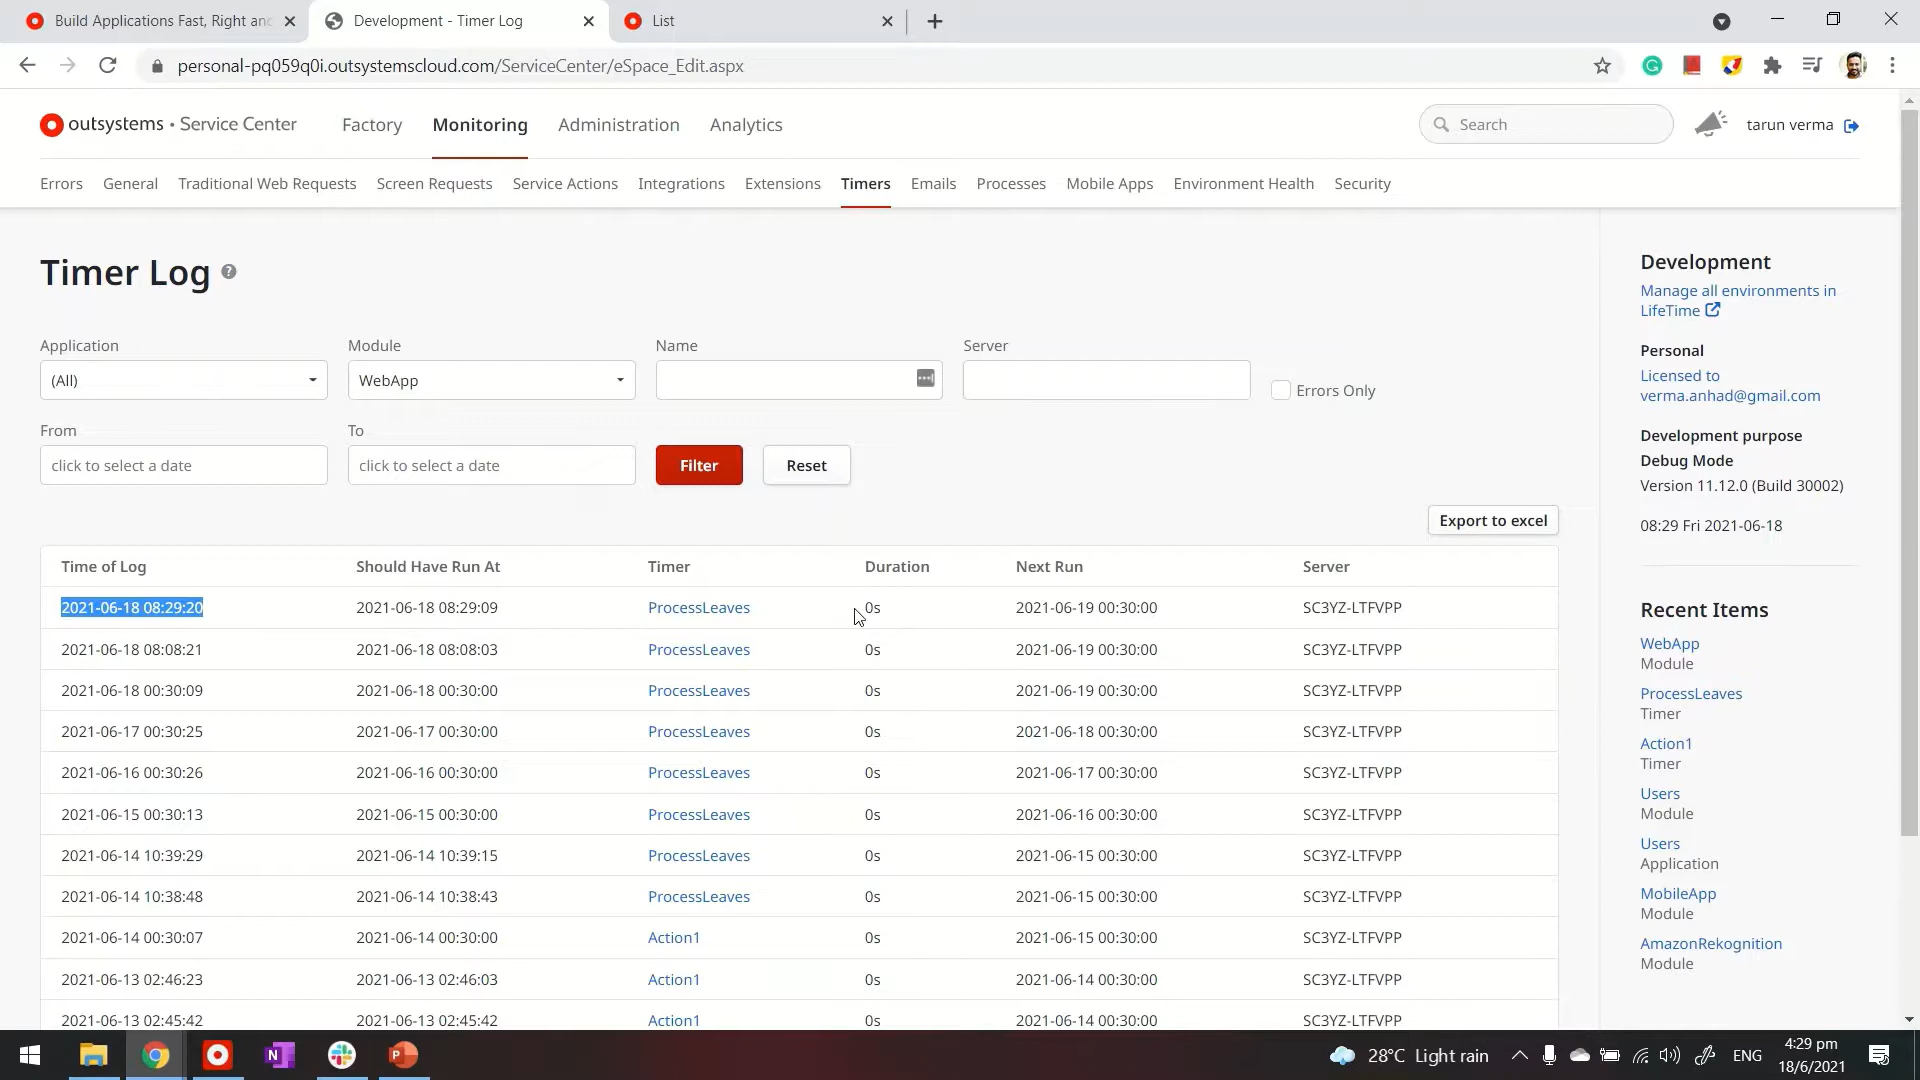 Build Applications Fast, Right an
Development - Timer Log
List
personal-pq059q0i.outsystemscloud.com/ServiceCenter/eSpace_Edit.aspx
outsystems • Service Center
Factory
Monitoring
Administration
Analytics
Search
tarun verma
Errors
General
Traditional Web Requests
Screen Requests
Service Actions
Integrations
Extensions
Timers
Emails
Processes
Mobile Apps
Environment Health
Security
Timer Log ?
Application
Module
Name
Server
(All)
WebApp
Errors Only
From
To
click to select a date
click to select a date
Filter
Reset
Export to excel
Time of Log Should Have Run At Timer Duration Next Run Server
2021-06-18 08:29:20 2021-06-18 08:29:09 ProcessLeaves 0s 2021-06-19 00:30:00 SC3YZ-LTFVPP
2021-06-18 08:08:21 2021-06-18 08:08:03 ProcessLeaves 0s 2021-06-19 00:30:00 SC3YZ-LTFVPP
2021-06-18 00:30:09 2021-06-18 00:30:00 ProcessLeaves 0s 2021-06-19 00:30:00 SC3YZ-LTFVPP
2021-06-17 00:30:25 2021-06-17 00:30:00 ProcessLeaves 0s 2021-06-18 00:30:00 SC3YZ-LTFVPP
2021-06-16 00:30:26 2021-06-16 00:30:00 ProcessLeaves 0s 2021-06-17 00:30:00 SC3YZ-LTFVPP
2021-06-15 00:30:13 2021-06-15 00:30:00 ProcessLeaves 0s 2021-06-16 00:30:00 SC3YZ-LTFVPP
2021-06-14 10:39:29 2021-06-14 10:39:15 ProcessLeaves 0s 2021-06-15 00:30:00 SC3YZ-LTFVPP
2021-06-14 10:38:48 2021-06-14 10:38:43 ProcessLeaves 0s 2021-06-15 00:30:00 SC3YZ-LTFVPP
2021-06-14 00:30:07 2021-06-14 00:30:00 Action1 0s 2021-06-15 00:30:00 SC3YZ-LTFVPP
2021-06-13 02:46:23 2021-06-13 02:46:03 Action1 0s 2021-06-14 00:30:00 SC3YZ-LTFVPP
2021-06-13 02:45:42 2021-06-13 02:45:42 Action1 0s 2021-06-14 00:30:00 SC3YZ-LTFVPP
Development
Manage all environments in
LifeTime
Personal
Licensed to
verma.anhad@gmail.com
Development purpose
Debug Mode
Version 11.12.0 (Build 30002)
08:29 Fri 2021-06-18
Recent Items
WebApp
Module
ProcessLeaves
Timer
Action1
Timer
Users
Module
Users
Application
MobileApp
Module
AmazonRekognition
Module
28°C Light rain
ENG
4:29 pm
18/6/2021